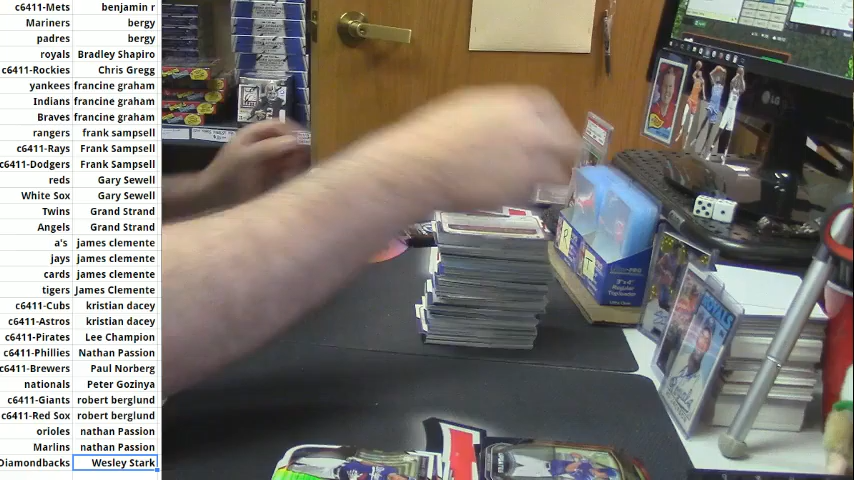 c6411-Mets benjamin r
Mariners bergy
padres bergy
royals Bradley Shapiro
c6411-Rockies Chris Gregg
yankees francine graham
Indians francine graham
Braves francine graham
rangers frank sampsell
c6411-Rays Frank Sampsell
c6411-Dodgers Frank Sampsell
reds Gary Sewell
White Sox Gary Sewell
Twins Grand Strand
Angels Grand Strand
a's james clemente
jays james clemente
cards james clemente
tigers James Clemente
c6411-Cubs kristian dacey
c6411-Astros kristian dacey
c6411-Pirates Lee Champion
c6411-Phillies Nathan Passion
c6411-Brewers Paul Norberg
nationals Peter Gozinya
c6411-Giants robert berglund
c6411-Red Sox robert berglund
orioles nathan Passion
Marlins nathan Passion
Diamondbacks Wesley Stark
LG
3"x4"
Regular
Toploader